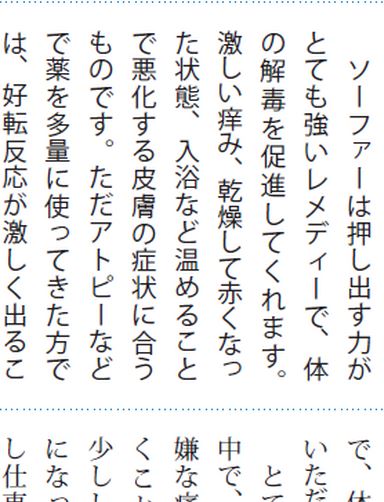 ソーファーは押し出す力が
とても強いレメディーで、体
の解毒を促進してくれます。
激しい痒み、乾燥して赤くなっ
た状態、入浴など温めること
で悪化する皮膚の症状に合う
ものです。ただアトピーなど
で薬を多量に使ってきた方で
は、好転反応が激しく出るこ
で、体
いただ
とて
中で、
嫌な
くこ
少し
になっ
し仕事